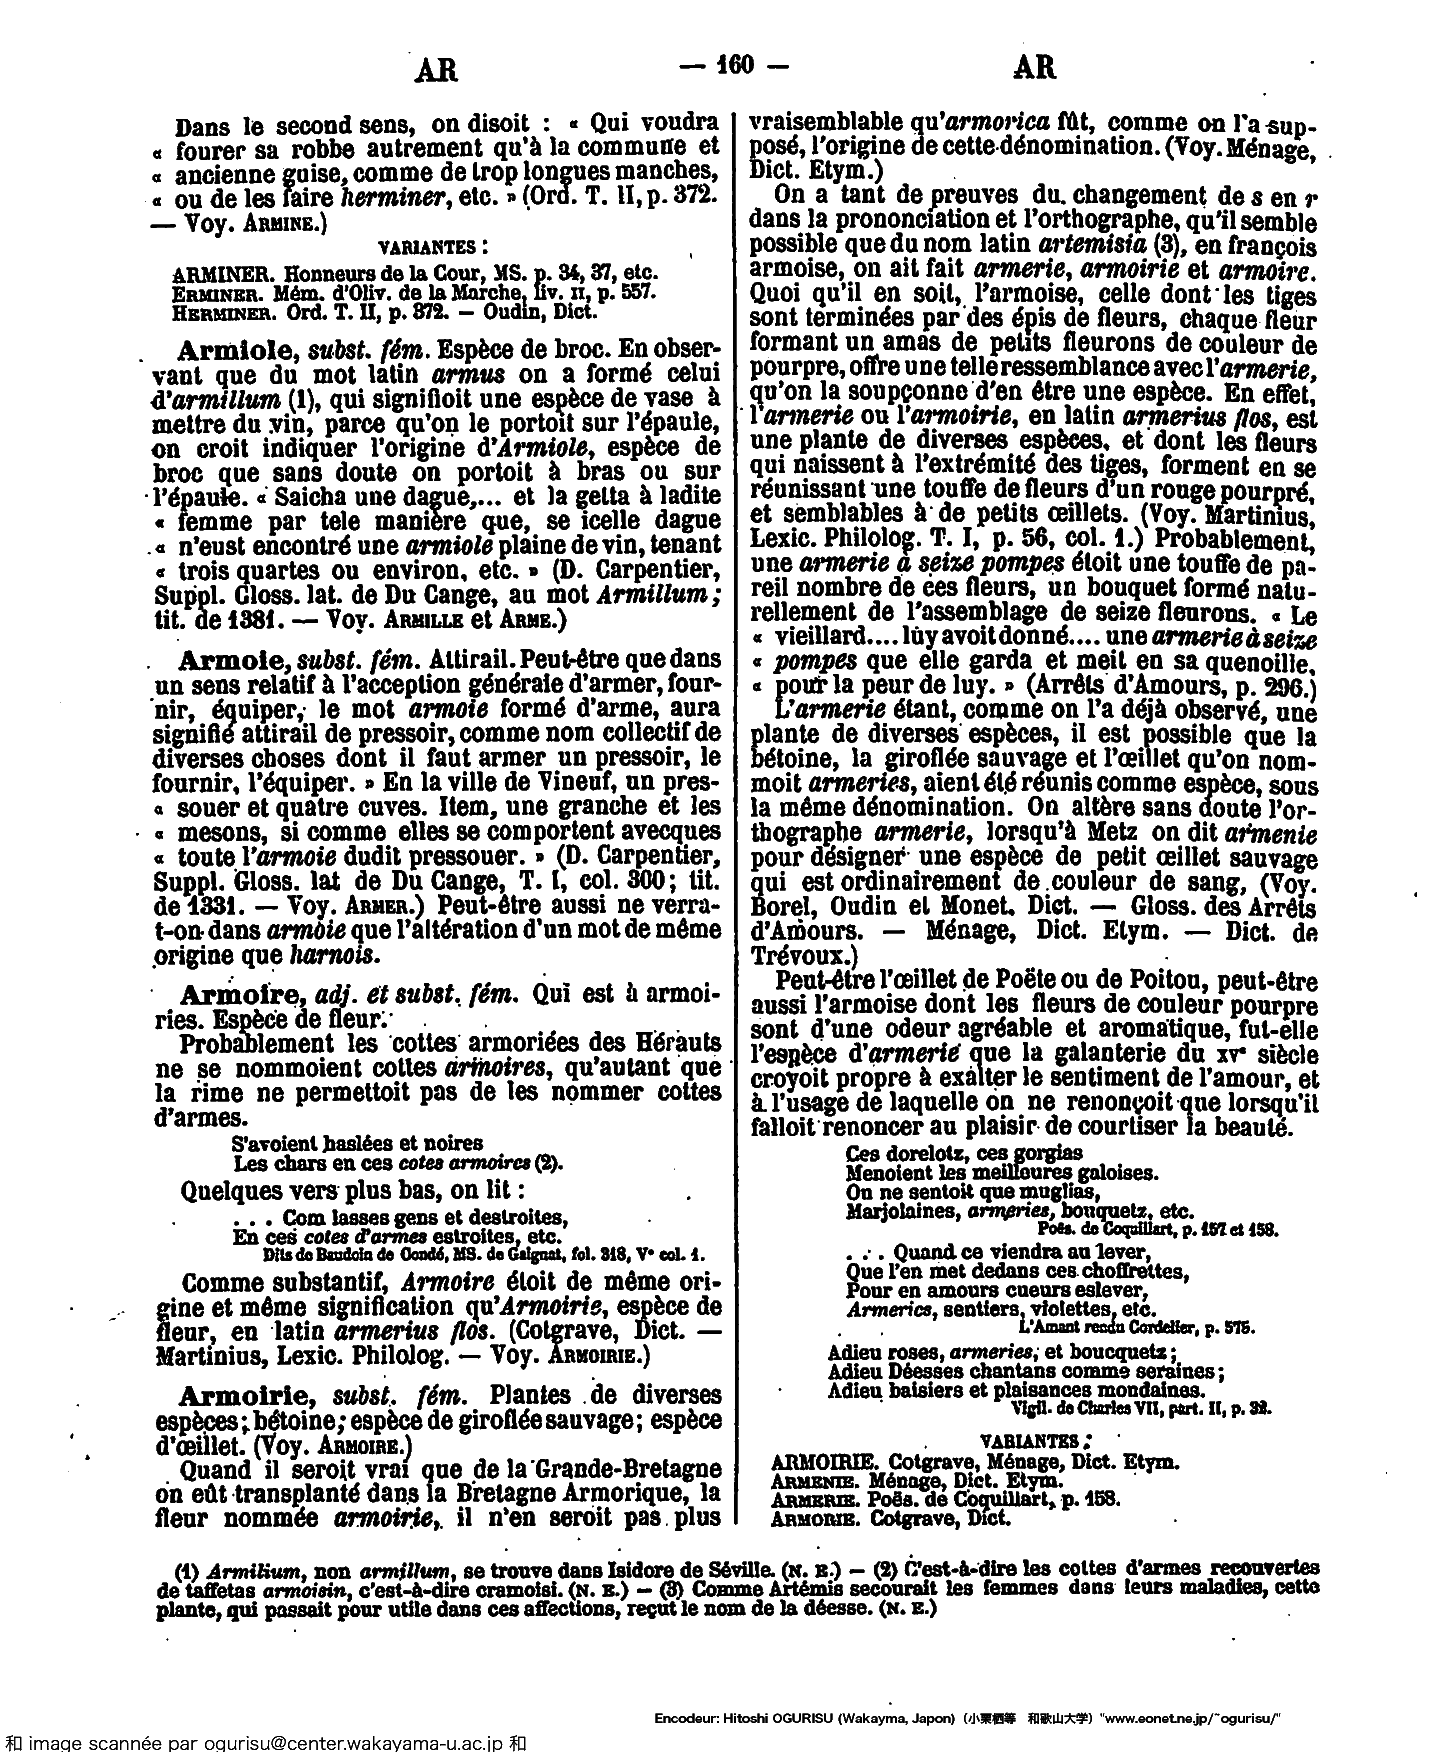 AR
— 160 —
AR
Dans le second sens, on disoit : « Qui voudra
« fourer sa robbe autrement qu'à la commune et
« ancienne guise, comme de trop longues manches,
« ou de les faire herminer, etc. » (Ord. T. II, p. 372.
— Voy. ARMINE.)
VARIANTES :
ARMINER. Honneurs de la Cour, MS. p. 34, 37, etc.
ERMINER. Mém. d'Oliv. de la Marche, liv. II, p. 557.
HERMINER. Ord. T. II, p. 372. — Oudin, Dict.
Armiole, subst. fém. Espèce de broc. En obser-
vant que du mot latin armus on a formé celui
d'armillum (1), qui signifioit une espèce de vase à
mettre du vin, parce qu'on le portoit sur l'épaule,
on croit indiquer l'origine d'Armiole, espèce de
broc que sans doute on portoit à bras ou sur
l'épaule. « Saicha une dague,... et la getta à ladite
« femme par tele manière que, se icelle dague
« n'eust encontré une armiole plaine de vin, tenant
« trois quartes ou environ, etc. » (D. Carpentier,
Suppl. Gloss. lat. de Du Cange, au mot Armillum ;
tit. de 1381. — Voy. ARMILLE et ARME.)
Armoie, subst. fém. Attirail. Peut-être que dans
un sens relatif à l'acception générale d'armer, four-
nir, équiper, le mot armoie formé d'arme, aura
signifié attirail de pressoir, comme nom collectif de
diverses choses dont il faut armer un pressoir, le
fournir, l'équiper. » En la ville de Vineuf, un pres-
« souer et quatre cuves. Item, une granche et les
« mesons, si comme elles se comportent avecques
« toute l'armoie dudit pressouer. » (D. Carpentier,
Suppl. Gloss. lat de Du Cange, T. I, col. 300 ; tit.
de 1331. — Voy. ARMER.) Peut-être aussi ne verra-
t-on dans armoie que l'altération d'un mot de même
origine que harnois.
Armoire, adj. et subst. fém. Qui est à armoi-
ries. Espèce de fleur.
Probablement les cottes armoriées des Hérauts
ne se nommoient cottes armoires, qu'autant que
la rime ne permettoit pas de les nommer cottes
d'armes.
S'avoient haslées et noires
Les chars en ces cotes armoires (2).
Quelques vers plus bas, on lit :
. . . Com lasses gens et destroites,
En ces cotes d'armes estroites, etc.
Dits de Baudoin de Condé, MS. de Gaignat, fol. 318, V° col. 1.
Comme substantif, Armoire étoit de même ori-
gine et même signification qu'Armoirie, espèce de
fleur, en latin armerius flos. (Cotgrave, Dict. —
Martinius, Lexic. Philolog. — Voy. ARMOIRIE.)
Armoirie, subst. fém. Plantes de diverses
espèces ; bétoine ; espèce de giroflée sauvage ; espèce
d'œillet. (Voy. ARMOIRE.)
Quand il seroit vrai que de la Grande-Bretagne
on eût transplanté dans la Bretagne Armorique, la
fleur nommée armoirie, il n'en seroit pas plus
vraisemblable qu'armorica fût, comme on l'a sup-
posé, l'origine de cette dénomination. (Voy. Ménage,
Dict. Etym.)
On a tant de preuves du changement de s en r
dans la prononciation et l'orthographe, qu'il semble
possible que du nom latin artemisia (3), en françois
armoise, on ait fait armerie, armoirie et armoire.
Quoi qu'il en soit, l'armoise, celle dont les tiges
sont terminées par des épis de fleurs, chaque fleur
formant un amas de petits fleurons de couleur de
pourpre, offre une telle ressemblance avec l'armerie,
qu'on la soupçonne d'en être une espèce. En effet,
l'armerie ou l'armoirie, en latin armerius flos, est
une plante de diverses espèces, et dont les fleurs
qui naissent à l'extrémité des tiges, forment en se
réunissant une touffe de fleurs d'un rouge pourpré,
et semblables à de petits œillets. (Voy. Martinius,
Lexic. Philolog. T. I, p. 56, col. 1.) Probablement,
une armerie à seize pompes étoit une touffe de pa-
reil nombre de ces fleurs, un bouquet formé natu-
rellement de l'assemblage de seize fleurons. « Le
« vieillard.... luy avoit donné.... une armerie à seize
« pompes que elle garda et meit en sa quenoille,
« pour la peur de luy. » (Arrêts d'Amours, p. 296.)
L'armerie étant, comme on l'a déjà observé, une
plante de diverses espèces, il est possible que la
bétoine, la giroflée sauvage et l'œillet qu'on nom-
moit armeries, aient été réunis comme espèce, sous
la même dénomination. On altère sans doute l'or-
thographe armerie, lorsqu'à Metz on dit armenie
pour désigner une espèce de petit œillet sauvage
qui est ordinairement de couleur de sang, (Voy.
Borel, Oudin et Monet, Dict. — Gloss. des Arrêts
d'Amours. — Ménage, Dict. Etym. — Dict. de
Trévoux.)
Peut-être l'œillet de Poëte ou de Poitou, peut-être
aussi l'armoise dont les fleurs de couleur pourpre
sont d'une odeur agréable et aromatique, fut-elle
l'espèce d'armerie que la galanterie du XVe siècle
croyoit propre à exalter le sentiment de l'amour, et
à l'usage de laquelle on ne renonçoit que lorsqu'il
falloit renoncer au plaisir de courtiser la beauté.
Ces dorelotz, ces gorgias
Menoient les meilloures galoises.
On ne sentoit que muglias,
Marjolaines, armeries, bouquetz, etc.
Poës. de Coquillart, p. 157 et 158.
. . . Quand ce viendra au lever,
Que l'en met dedans ces choffrettes,
Pour en amours cueurs eslever,
Armeries, sentiers, violettes, etc.
L'Amant rendu Cordelier, p. 575.
Adieu roses, armeries, et boucquetz ;
Adieu Déesses chantans comme seraines ;
Adieu baisiers et plaisances mondaines.
Vigil. de Charles VII, part. II, p. 32.
VARIANTES :
ARMOIRIE. Cotgrave, Ménage, Dict. Etym.
ARMENIE. Ménage, Dict. Etym.
ARMERIE. Poës. de Coquillart, p. 158.
ARMORIE. Cotgrave, Dict.
(1) Armilium, non armillum, se trouve dans Isidore de Séville. (N. E.) — (2) C'est-à-dire les cottes d'armes recouvertes
de taffetas armoisin, c'est-à-dire cramoisi. (N. E.) — (3) Comme Artémis secourait les femmes dans leurs maladies, cette
plante, qui passait pour utile dans ces affections, reçut le nom de la déesse. (N. E.)
Encodeur: Hitoshi OGURISU (Wakayma, Japon) (小栗栖等 和歌山大学) "www.eonet.ne.jp/~ogurisu/"
和 image scannée par ogurisu@center.wakayama-u.ac.jp 和